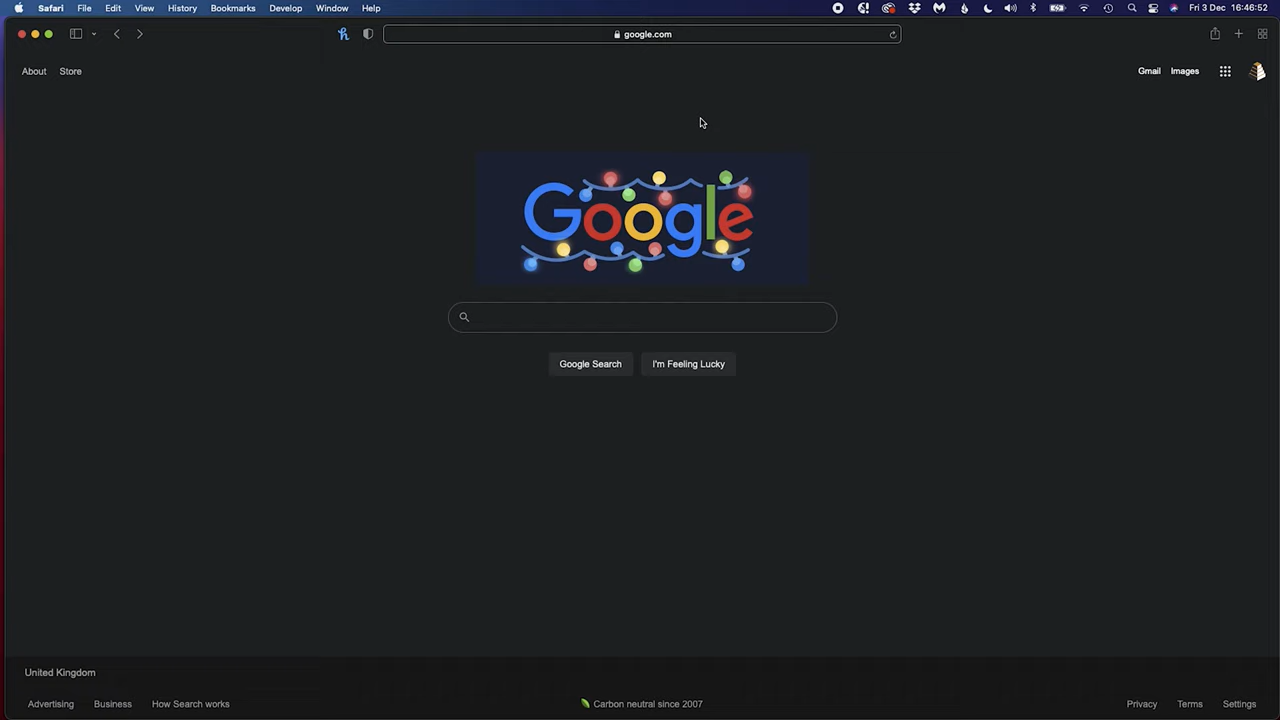 Safari File Edit View History Bookmarks Develop Window Help Fri 3 Dec 16:46:52
google.com
About Store Gmail Images
Google
Google Search I'm Feeling Lucky
United Kingdom
Advertising Business How Search works Carbon neutral since 2007 Privacy Terms Settings